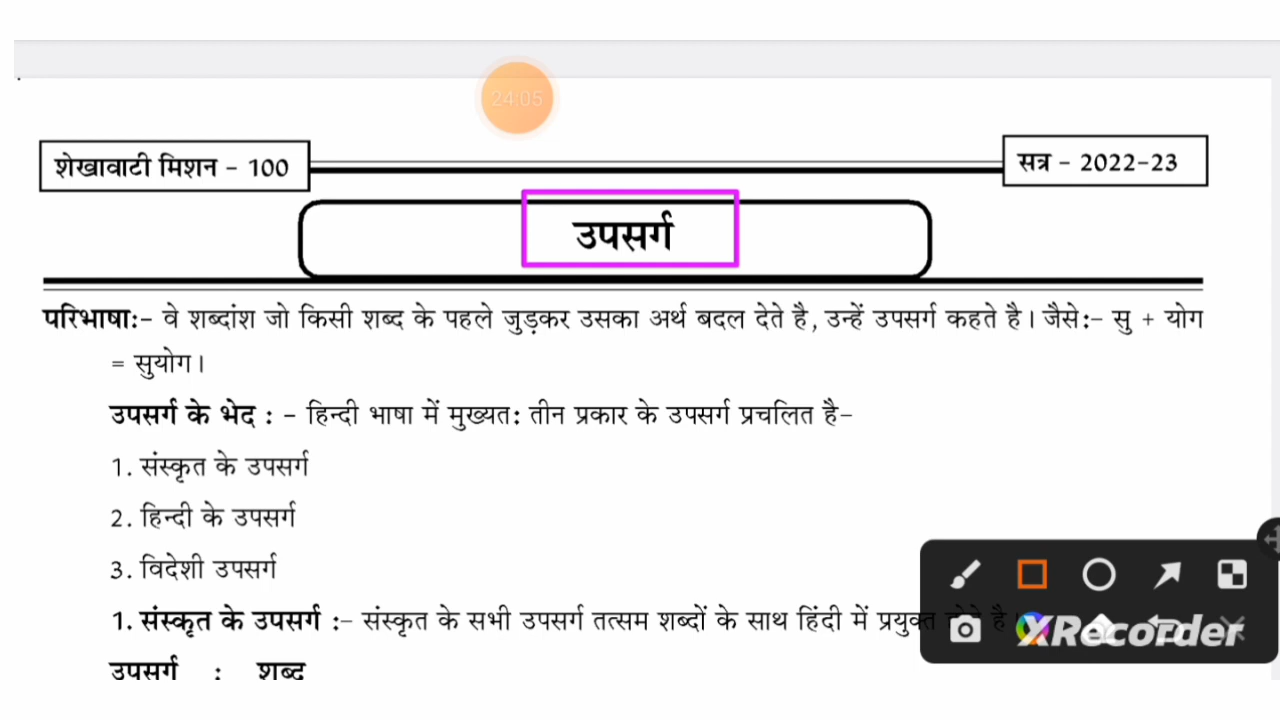 24:05
शेखावाटी मिशन - 100
सत्र - 2022-23
उपसर्ग
परिभाषाः- वे शब्दांश जो किसी शब्द के पहले जुड़कर उसका अर्थ बदल देते है, उन्हें उपसर्ग कहते है। जैसेः- सु + योग
= सुयोग।
उपसर्ग के भेद : - हिन्दी भाषा में मुख्यतः तीन प्रकार के उपसर्ग प्रचलित है-
1. संस्कृत के उपसर्ग
2. हिन्दी के उपसर्ग
3. विदेशी उपसर्ग
1. संस्कृत के उपसर्ग :- संस्कृत के सभी उपसर्ग तत्सम शब्दों के साथ हिंदी में प्रयुक्त होते है।
XRecorder
उपसर्ग : शब्द